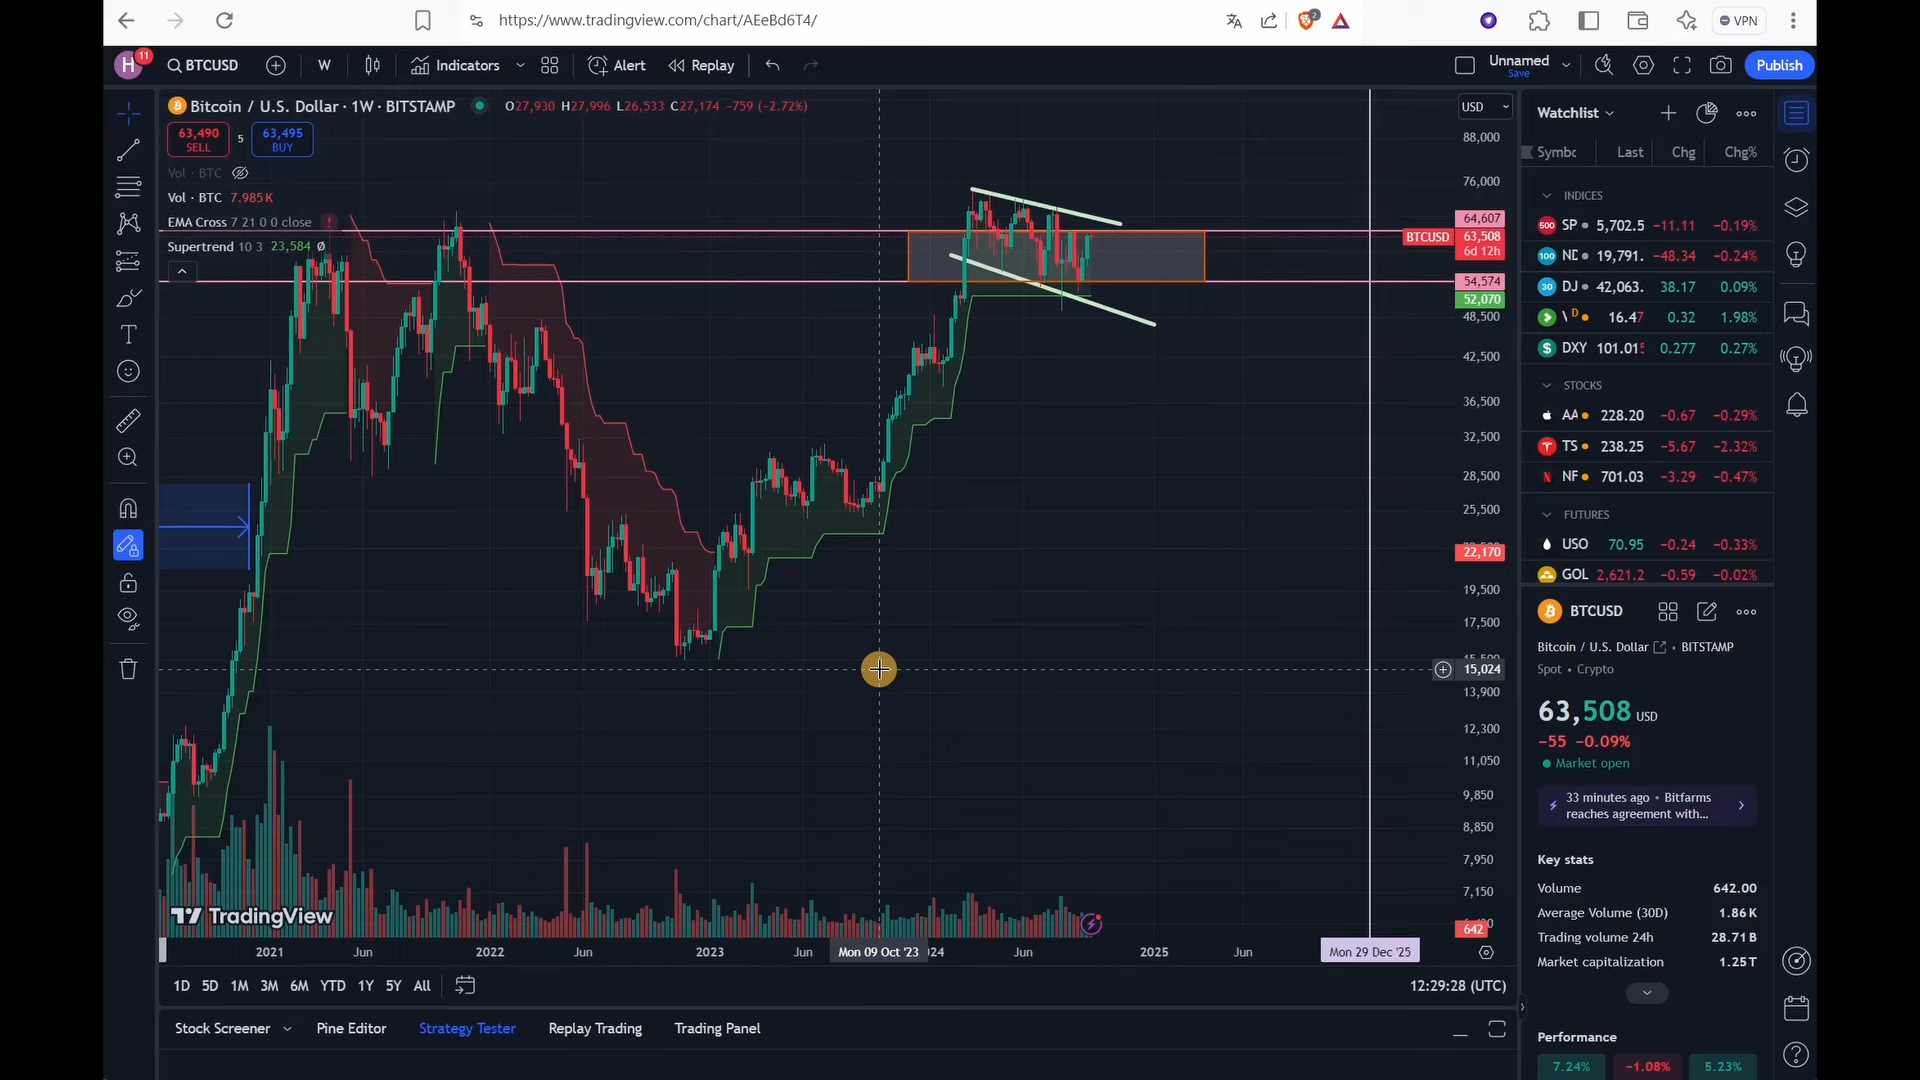 https://www.tradingview.com/chart/AEeBd6T4/
2
VPN
H
11
BTCUSD
W
Indicators
Alert
Replay
Unnamed
Save
Publish
Bitcoin / U.S. Dollar · 1W · BITSTAMP
O27,930 H27,996 L26,533 C27,174 −759 (−2.72%)
63,490
SELL
5
63,495
BUY
Vol · BTC
Vol · BTC 7.985K
EMA Cross 7 21 0 0 close
Supertrend 10 3 23,584 Ø
USD
88,000
76,000
64,607
BTCUSD 63,508
6d 12h
54,574
52,070
48,500
42,500
36,500
32,500
28,500
25,500
22,170
19,500
17,500
15,024
13,900
12,300
11,050
9,850
8,850
7,950
7,150
642
TradingView
2021 Jun 2022 Jun 2023 Jun Mon 09 Oct '23 24 Jun 2025 Jun Mon 29 Dec '25
1D 5D 1M 3M 6M YTD 1Y 5Y All
12:29:28 (UTC)
Stock Screener
Pine Editor
Strategy Tester
Replay Trading
Trading Panel
Watchlist
Symbc Last Chg Chg%
INDICES
500 SP 5,702.5 −11.11 −0.19%
100 19,791. −48.34 −0.24%
30 DJ 42,063. 38.17 0.09%
D 16.47 0.32 1.98%
DXY 101.01 0.277 0.27%
STOCKS
AA 228.20 −0.67 −0.29%
TS 238.25 −5.67 −2.32%
NF 701.03 −3.29 −0.47%
FUTURES
USO 70.95 −0.24 −0.33%
GOL 2,621.2 −0.59 −0.02%
BTCUSD
Bitcoin / U.S. Dollar BITSTAMP
Spot • Crypto
63,508 USD
−55 −0.09%
Market open
33 minutes ago • Bitfarms
reaches agreement with...
Key stats
Volume 642.00
Average Volume (30D) 1.86K
Trading volume 24h 28.71B
Market capitalization 1.25T
Performance
7.24% −1.08% 5.23%